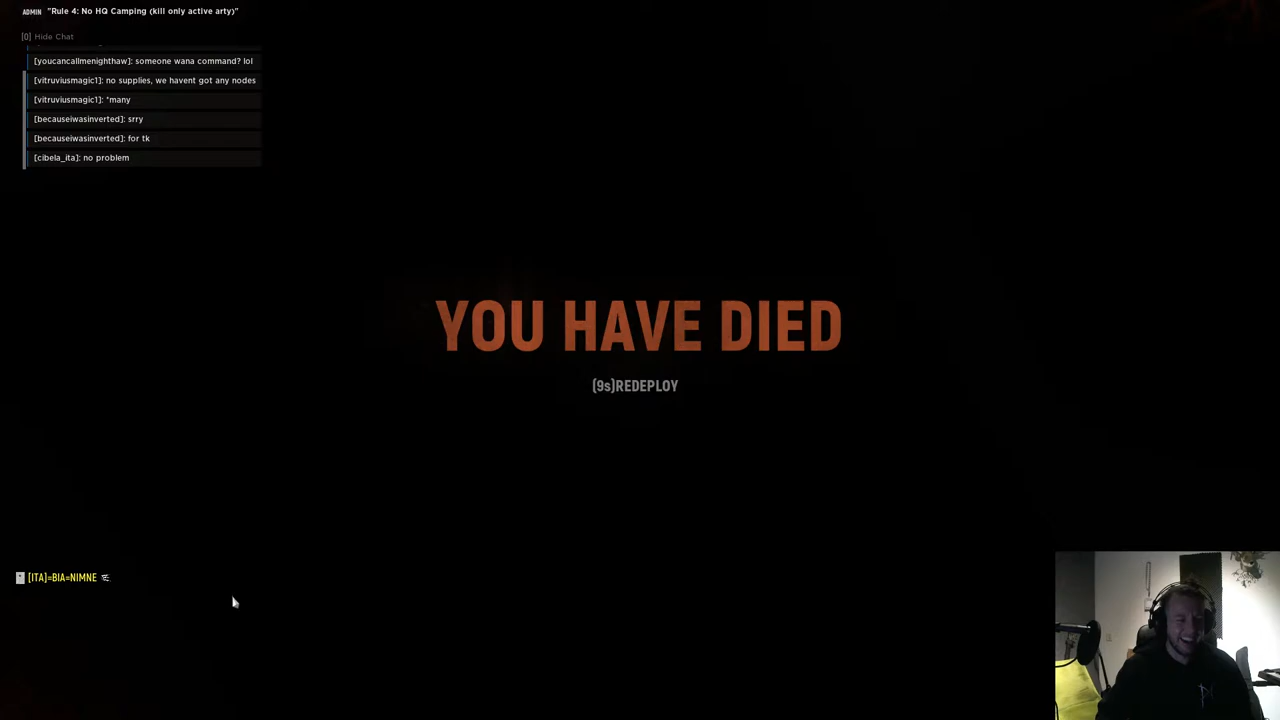 ADMIN "Rule 4: No HQ Camping (kill only active arty)"
[0] Hide Chat
[youcancallmenighthaw]: someone wana command? lol
[vitruviusmagic1]: no supplies, we havent got any nodes
[vitruviusmagic1]: *many
[becauseiwasinverted]: srry
[becauseiwasinverted]: for tk
[cibela_ita]: no problem
YOU HAVE DIED
(9s)REDEPLOY
[ITA]=BIA=NIMNE